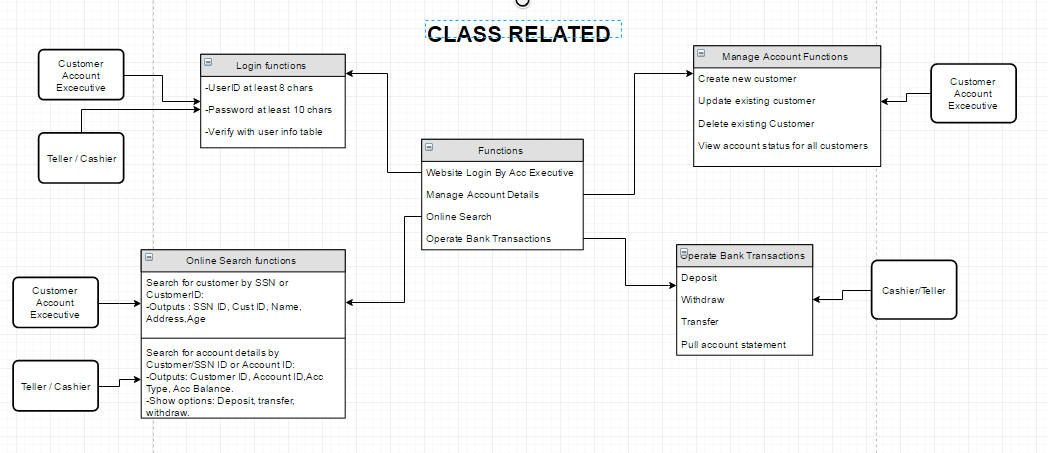 CLASS RELATED
Customer
Account
Excecutive
Teller / Cashier
Login functions
-UserID at least 8 chars
-Password at least 10 chars
-Verify with user info table
Functions
Website Login By Acc Executive
Manage Account Details
Online Search
Operate Bank Transactions
Manage Account Functions
Create new customer
Update existing customer
Delete existing Customer
View account status for all customers
Customer
Account
Excecutive
Customer
Account
Excecutive
Teller / Cashier
Online Search functions
Search for customer by SSN or
CustomerID:
-Outputs : SSN ID, Cust ID, Name,
Address,Age
Search for account details by
Customer/SSN ID or Account ID:
-Outputs: Customer ID, Account ID,Acc
Type, Acc Balance.
-Show options: Deposit, transfer,
withdraw.
Operate Bank Transactions
Deposit
Withdraw
Transfer
Pull account statement
Cashier/Teller